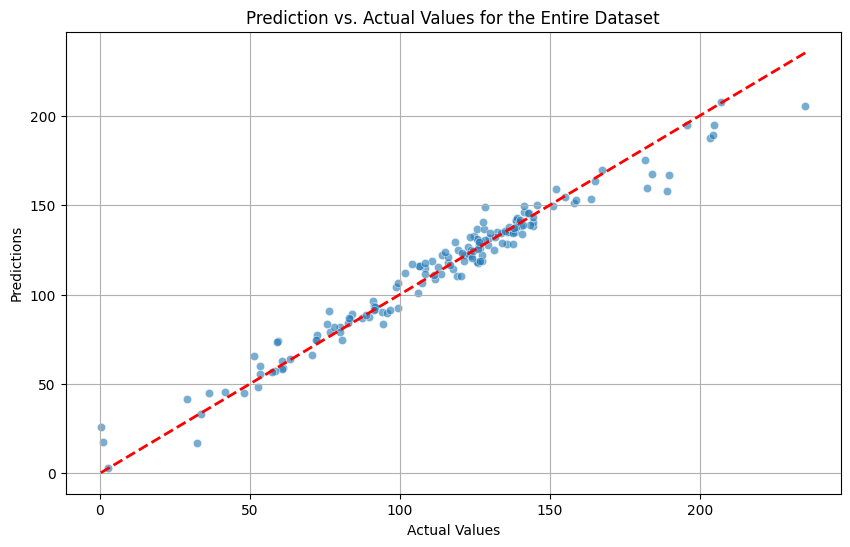 Prediction vs. Actual Values for the Entire Dataset
200
150
100
50
0
Predictions
0 50 100 150 200
Actual Values